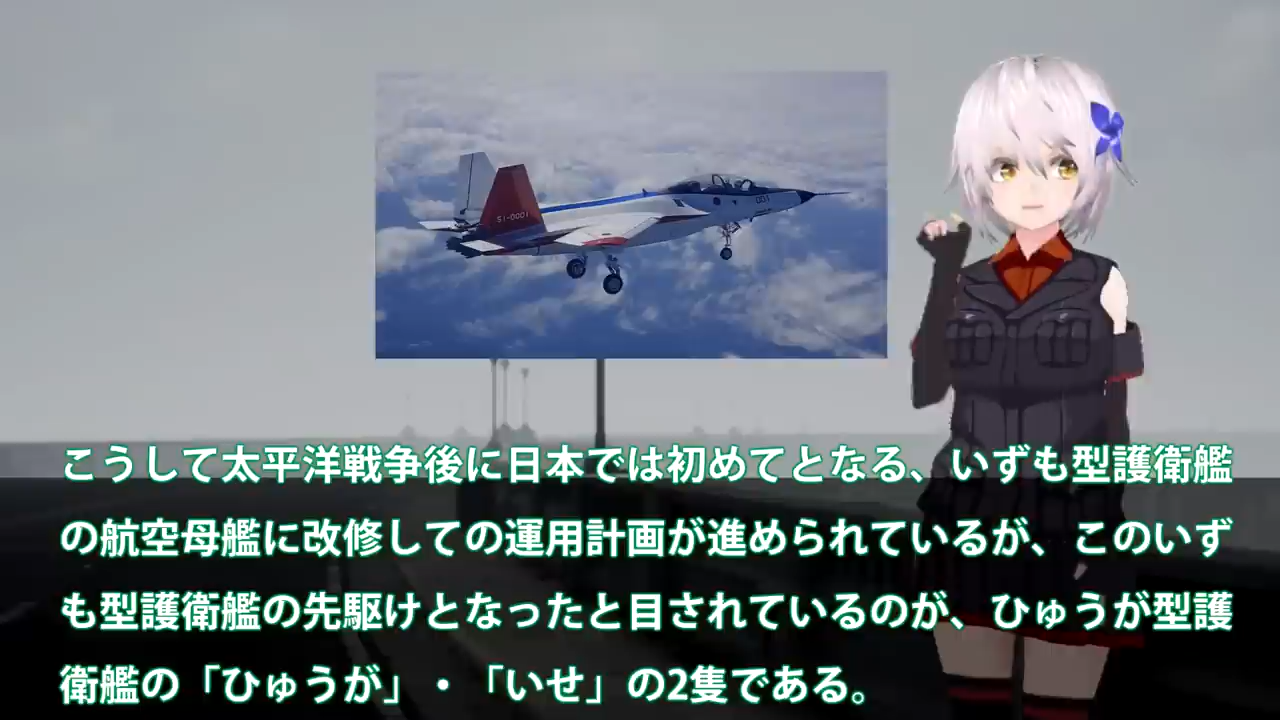 001
51-0001
こうして太平洋戦争後に日本では初めてとなる、いずも型護衛艦
の航空母艦に改修しての運用計画が進められているが、このいず
も型護衛艦の先駆けとなったと目されているのが、ひゅうが型護
衛艦の「ひゅうが」・「いせ」の2隻である。